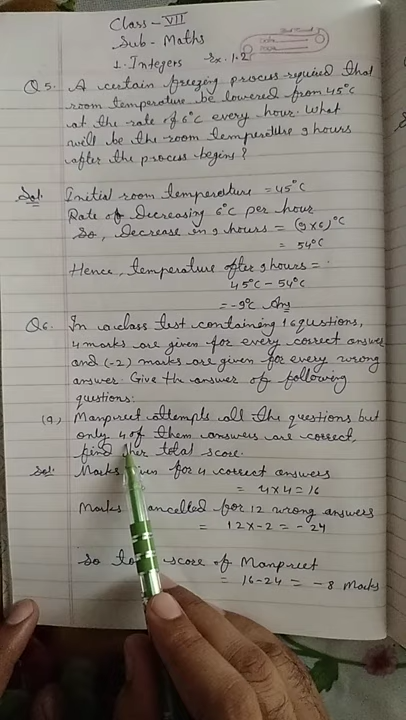 Class - VII
Sub - Maths
1. Integers Ex. 1.2
Q5. A certain freezing process required that
room temperature be lowered from 45°C
at the rate of 6°C every hour. What
will be the room temperature 9 hours
after the process begins?
Sol. Initial room temperature = 45°C
Rate of Decreasing 6°C per hour
So, Decrease in 9 hours = (9×6)°C
= 54°C
Hence, temperature after 9 hours =
45°C - 54°C
= -9°C Ans
Q6. In a class test containing 16 qustions,
4 marks are given for every correct answer
and (-2) marks are given for every wrong
answer. Give the answer of following
questions:
(a) Manpreet attempts all the questions but
only 4 of them answers are correct,
find her total score.
Sol. Marks for 4 correct answers
= 4×4 = 16
Marks for 12 wrong answers
= 12×-2 = -24
So score of Manpreet
= 16-24 = -8 Marks